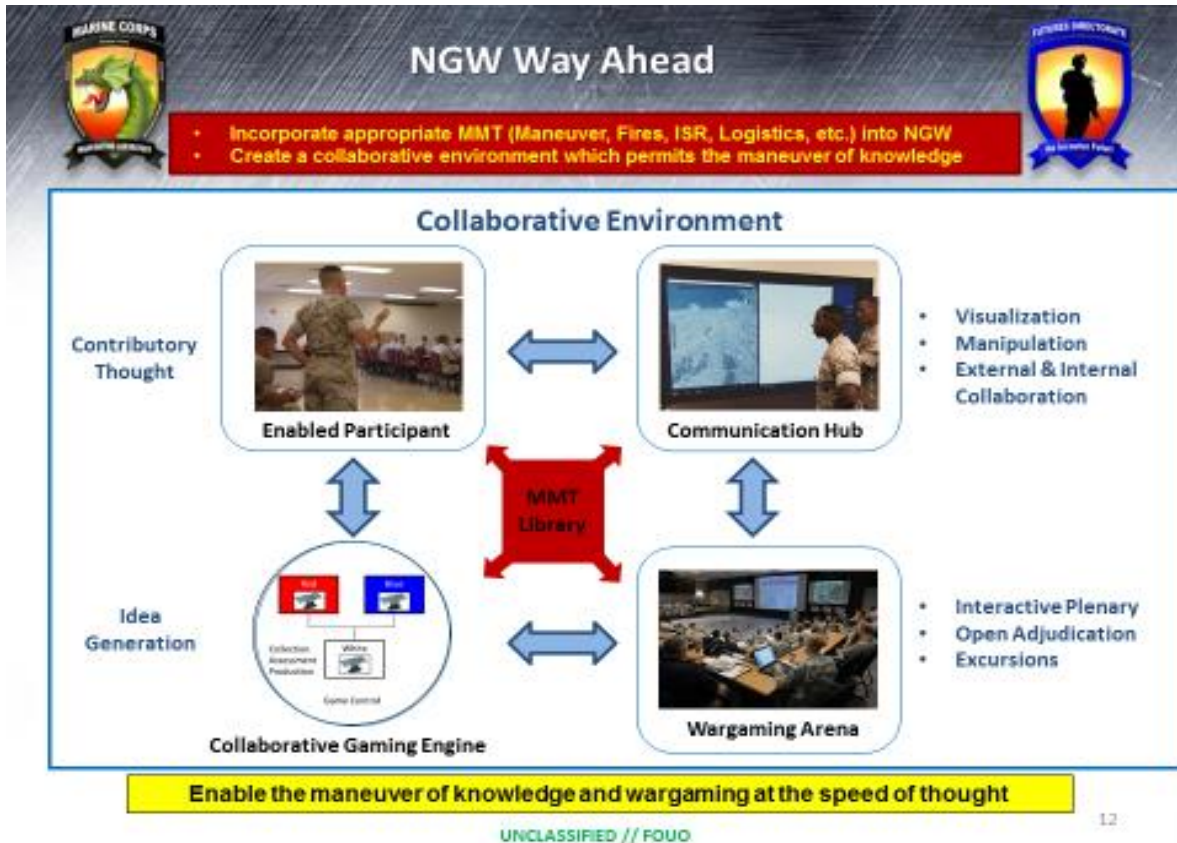 MARINE CORPS
FUTURES DIRECTORATE
NGW Way Ahead
• Incorporate appropriate MMT (Maneuver, Fires, ISR, Logistics, etc.) into NGW
• Create a collaborative environment which permits the maneuver of knowledge
Collaborative Environment
Contributory
Thought
Enabled Participant
Communication Hub
• Visualization
• Manipulation
• External & Internal
Collaboration
MMT
Library
Idea
Generation
Red
Blue
White
Collection
Assessment
Production
Game Control
Collaborative Gaming Engine
Wargaming Arena
• Interactive Plenary
• Open Adjudication
• Excursions
Enable the maneuver of knowledge and wargaming at the speed of thought
12
UNCLASSIFIED // FOUO